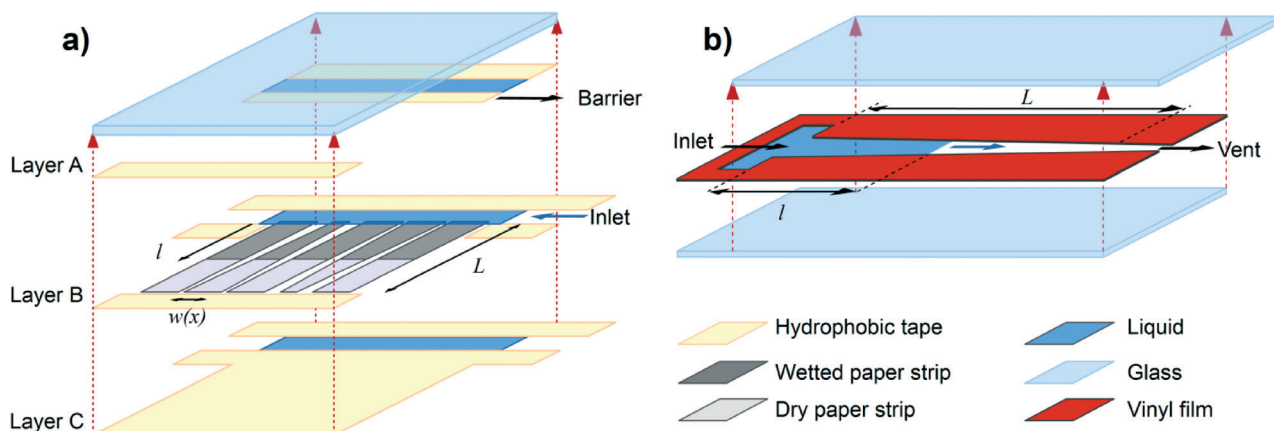 a)
Barrier
Layer A
Inlet
l
L
Layer B
w(x)
Layer C
b)
L
Inlet
Vent
l
Hydrophobic tape
Liquid
Wetted paper strip
Glass
Dry paper strip
Vinyl film